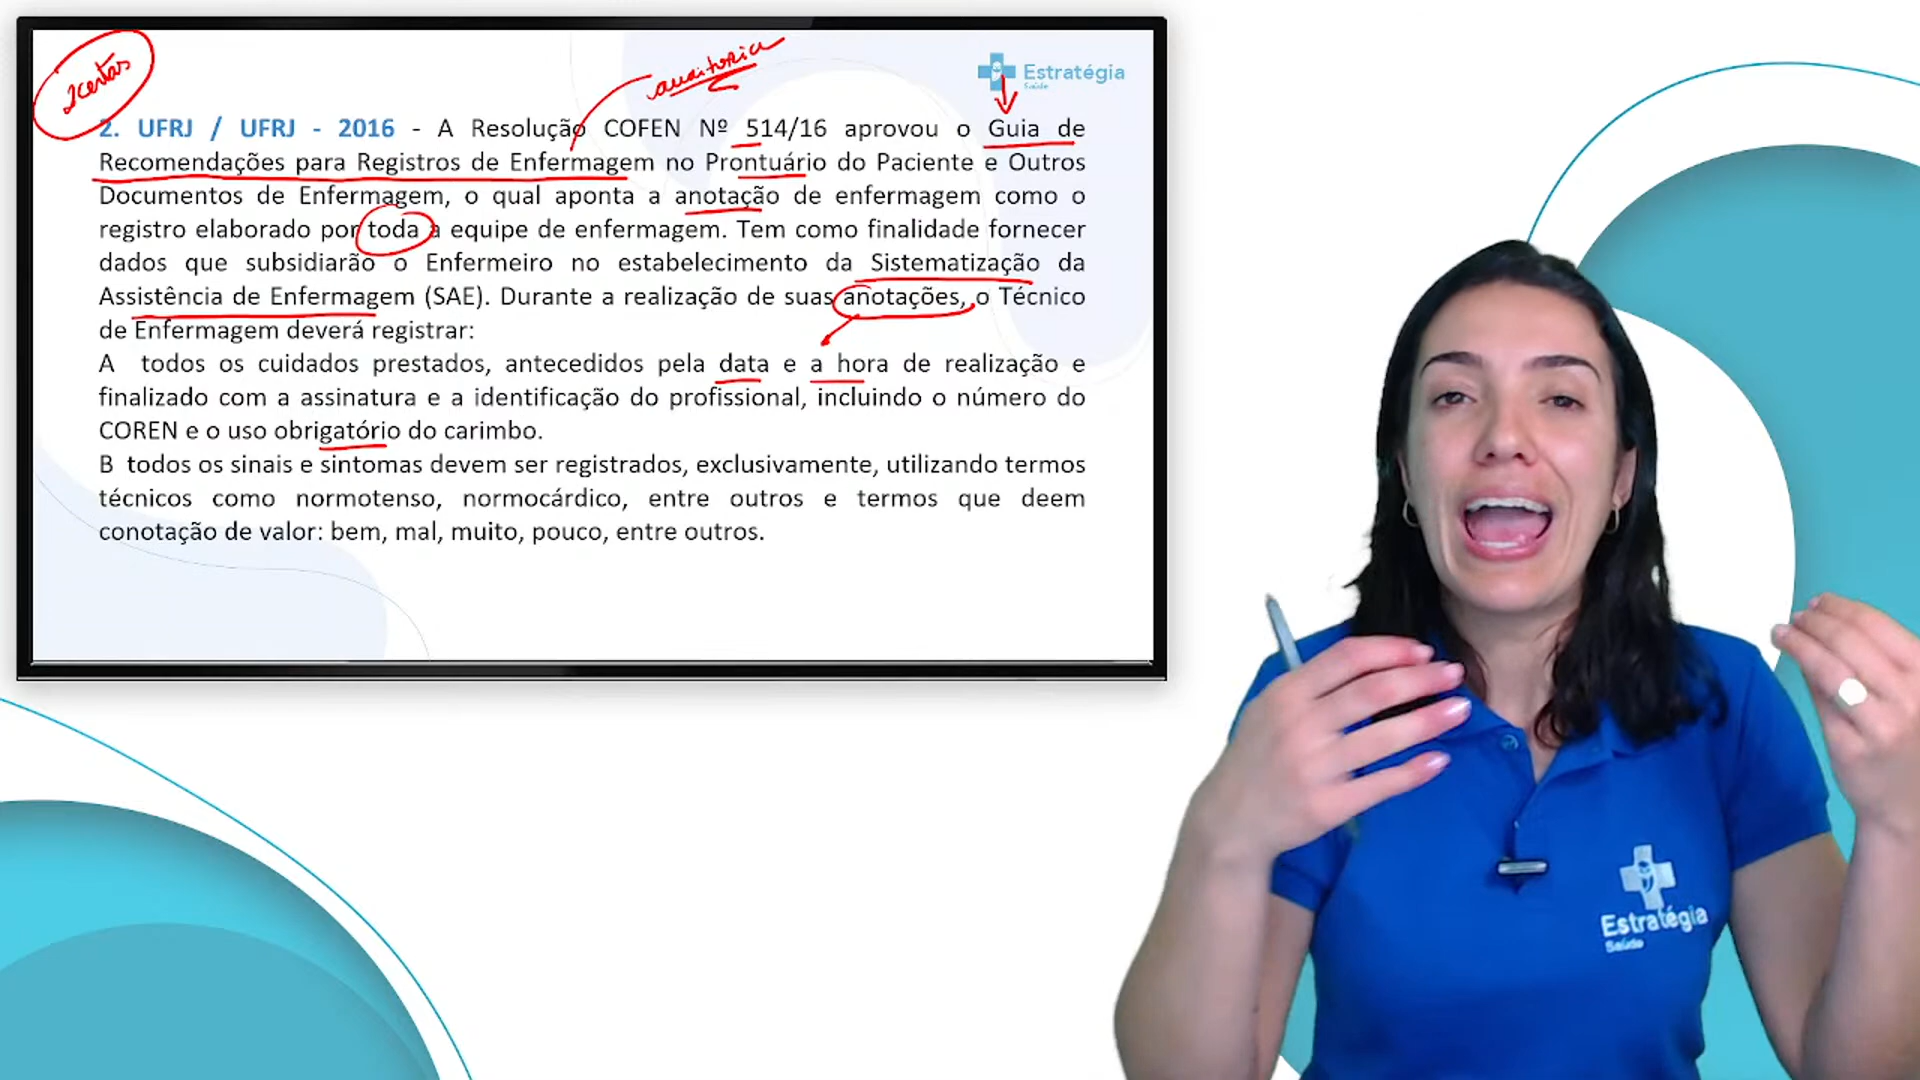 2 certas
auditoria
Estratégia
Saúde
2. UFRJ / UFRJ - 2016 - A Resolução COFEN Nº 514/16 aprovou o Guia de
Recomendações para Registros de Enfermagem no Prontuário do Paciente e Outros
Documentos de Enfermagem, o qual aponta a anotação de enfermagem como o
registro elaborado por toda a equipe de enfermagem. Tem como finalidade fornecer
dados que subsidiarão o Enfermeiro no estabelecimento da Sistematização da
Assistência de Enfermagem (SAE). Durante a realização de suas anotações, o Técnico
de Enfermagem deverá registrar:
A todos os cuidados prestados, antecedidos pela data e a hora de realização e
finalizado com a assinatura e a identificação do profissional, incluindo o número do
COREN e o uso obrigatório do carimbo.
B todos os sinais e sintomas devem ser registrados, exclusivamente, utilizando termos
técnicos como normotenso, normocárdico, entre outros e termos que deem
conotação de valor: bem, mal, muito, pouco, entre outros.
Estratégia
Saúde